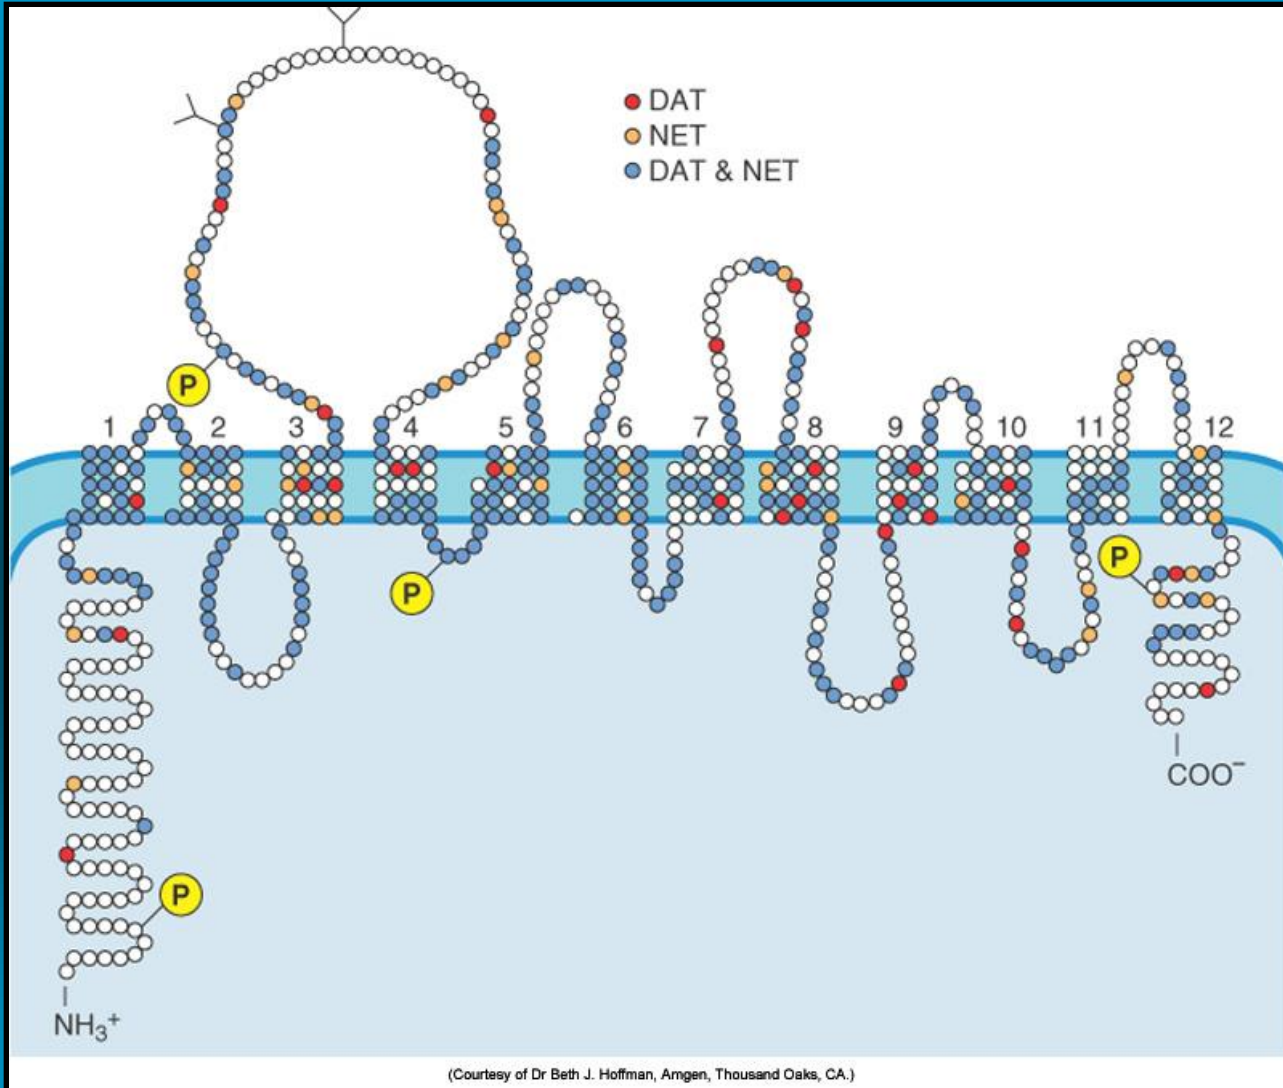 DAT
NET
DAT & NET
P
1 2 3 4 5 6 7 8 9 10 11 12
P
P
P
COO⁻
NH₃⁺
(Courtesy of Dr Beth J. Hoffman, Amgen, Thousand Oaks, CA.)